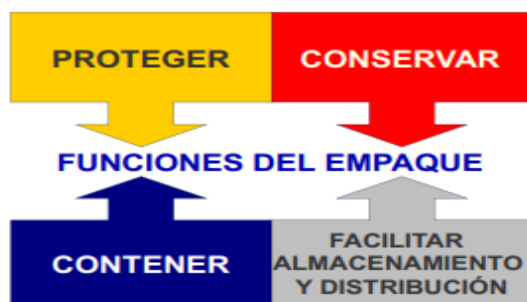 PROTEGER
CONSERVAR
FUNCIONES DEL EMPAQUE
CONTENER
FACILITAR
ALMACENAMIENTO
Y DISTRIBUCIÓN